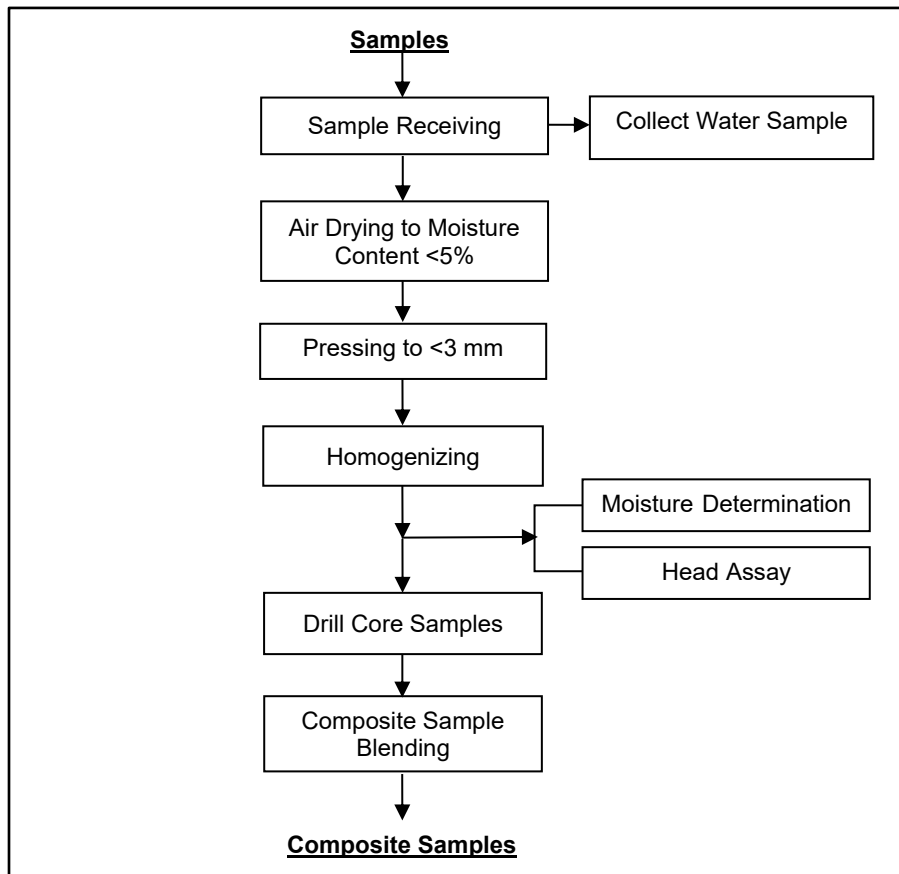 Samples
Sample Receiving
Collect Water Sample
Air Drying to Moisture
Content <5%
Pressing to <3 mm
Homogenizing
Moisture Determination
Head Assay
Drill Core Samples
Composite Sample
Blending
Composite Samples